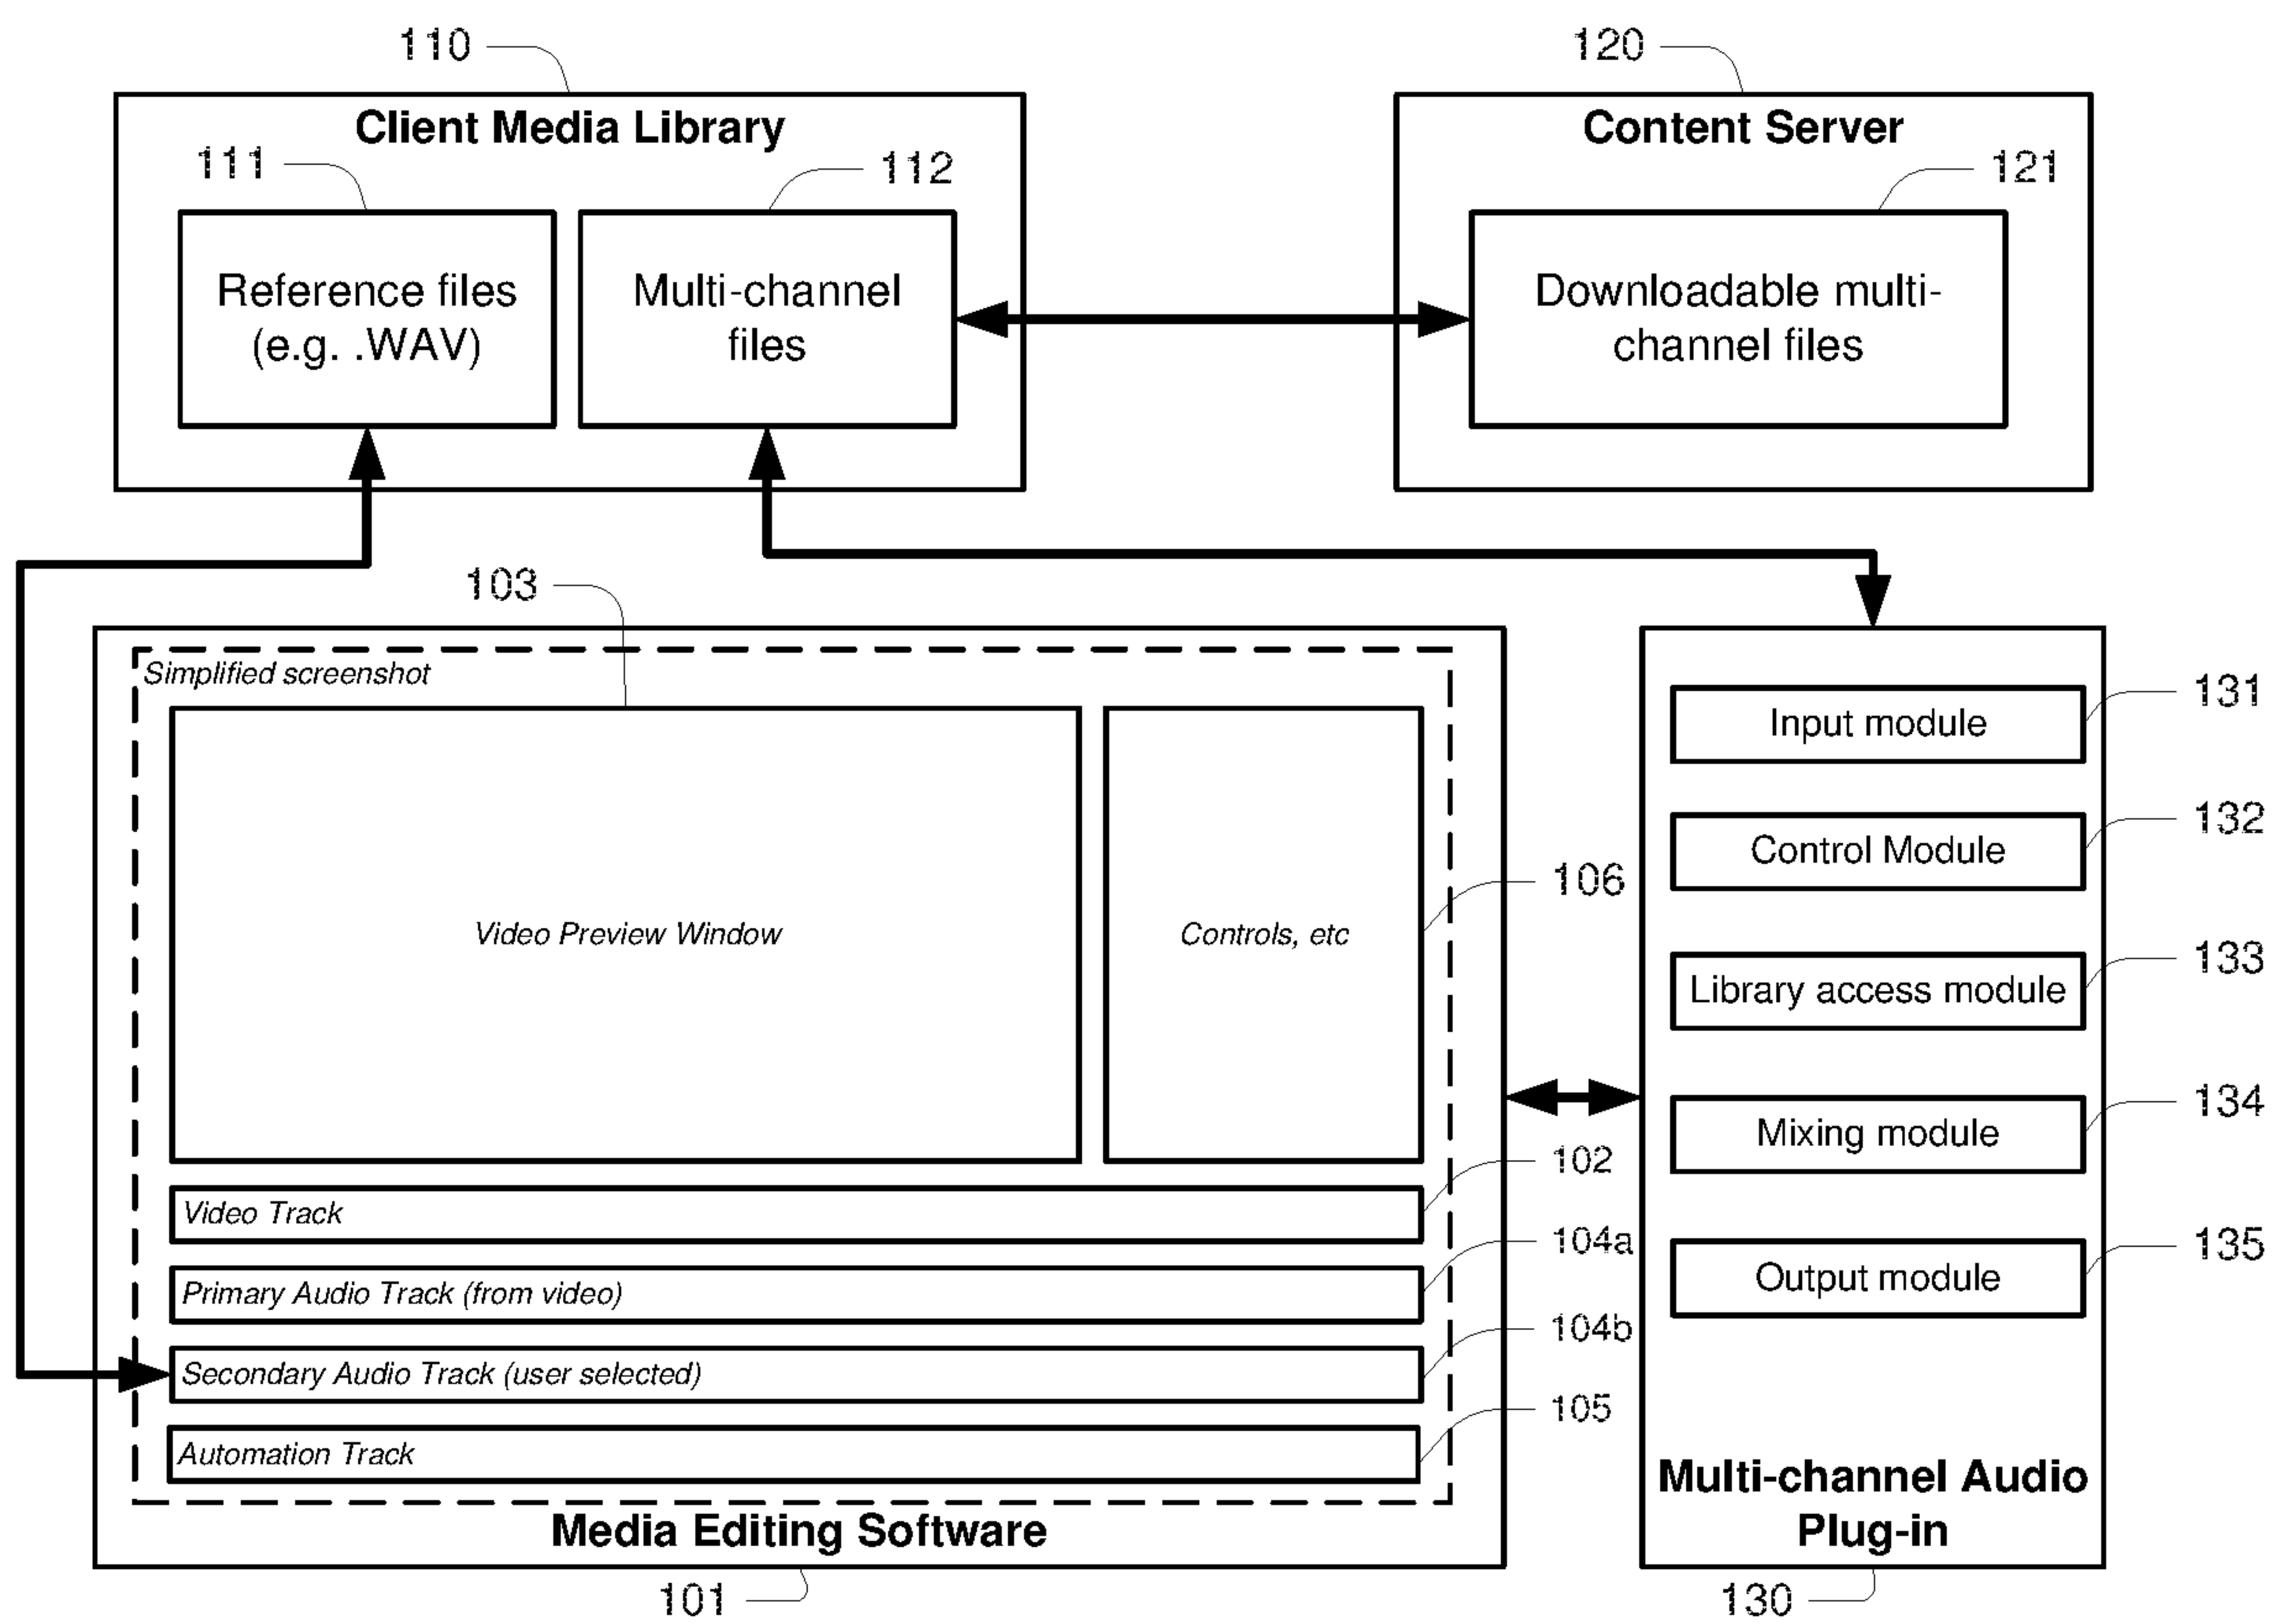 110
120
Client Media Library
Content Server
111
112
121
Reference files
(e.g. .WAV)
Multi-channel
files
Downloadable multi-
channel files
103
Simplified screenshot
Video Preview Window
Controls, etc
106
102
Video Track
104a
Primary Audio Track (from video)
104b
Secondary Audio Track (user selected)
105
Automation Track
Media Editing Software
101
131
Input module
132
Control Module
133
Library access module
134
Mixing module
135
Output module
Multi-channel Audio
Plug-in
130